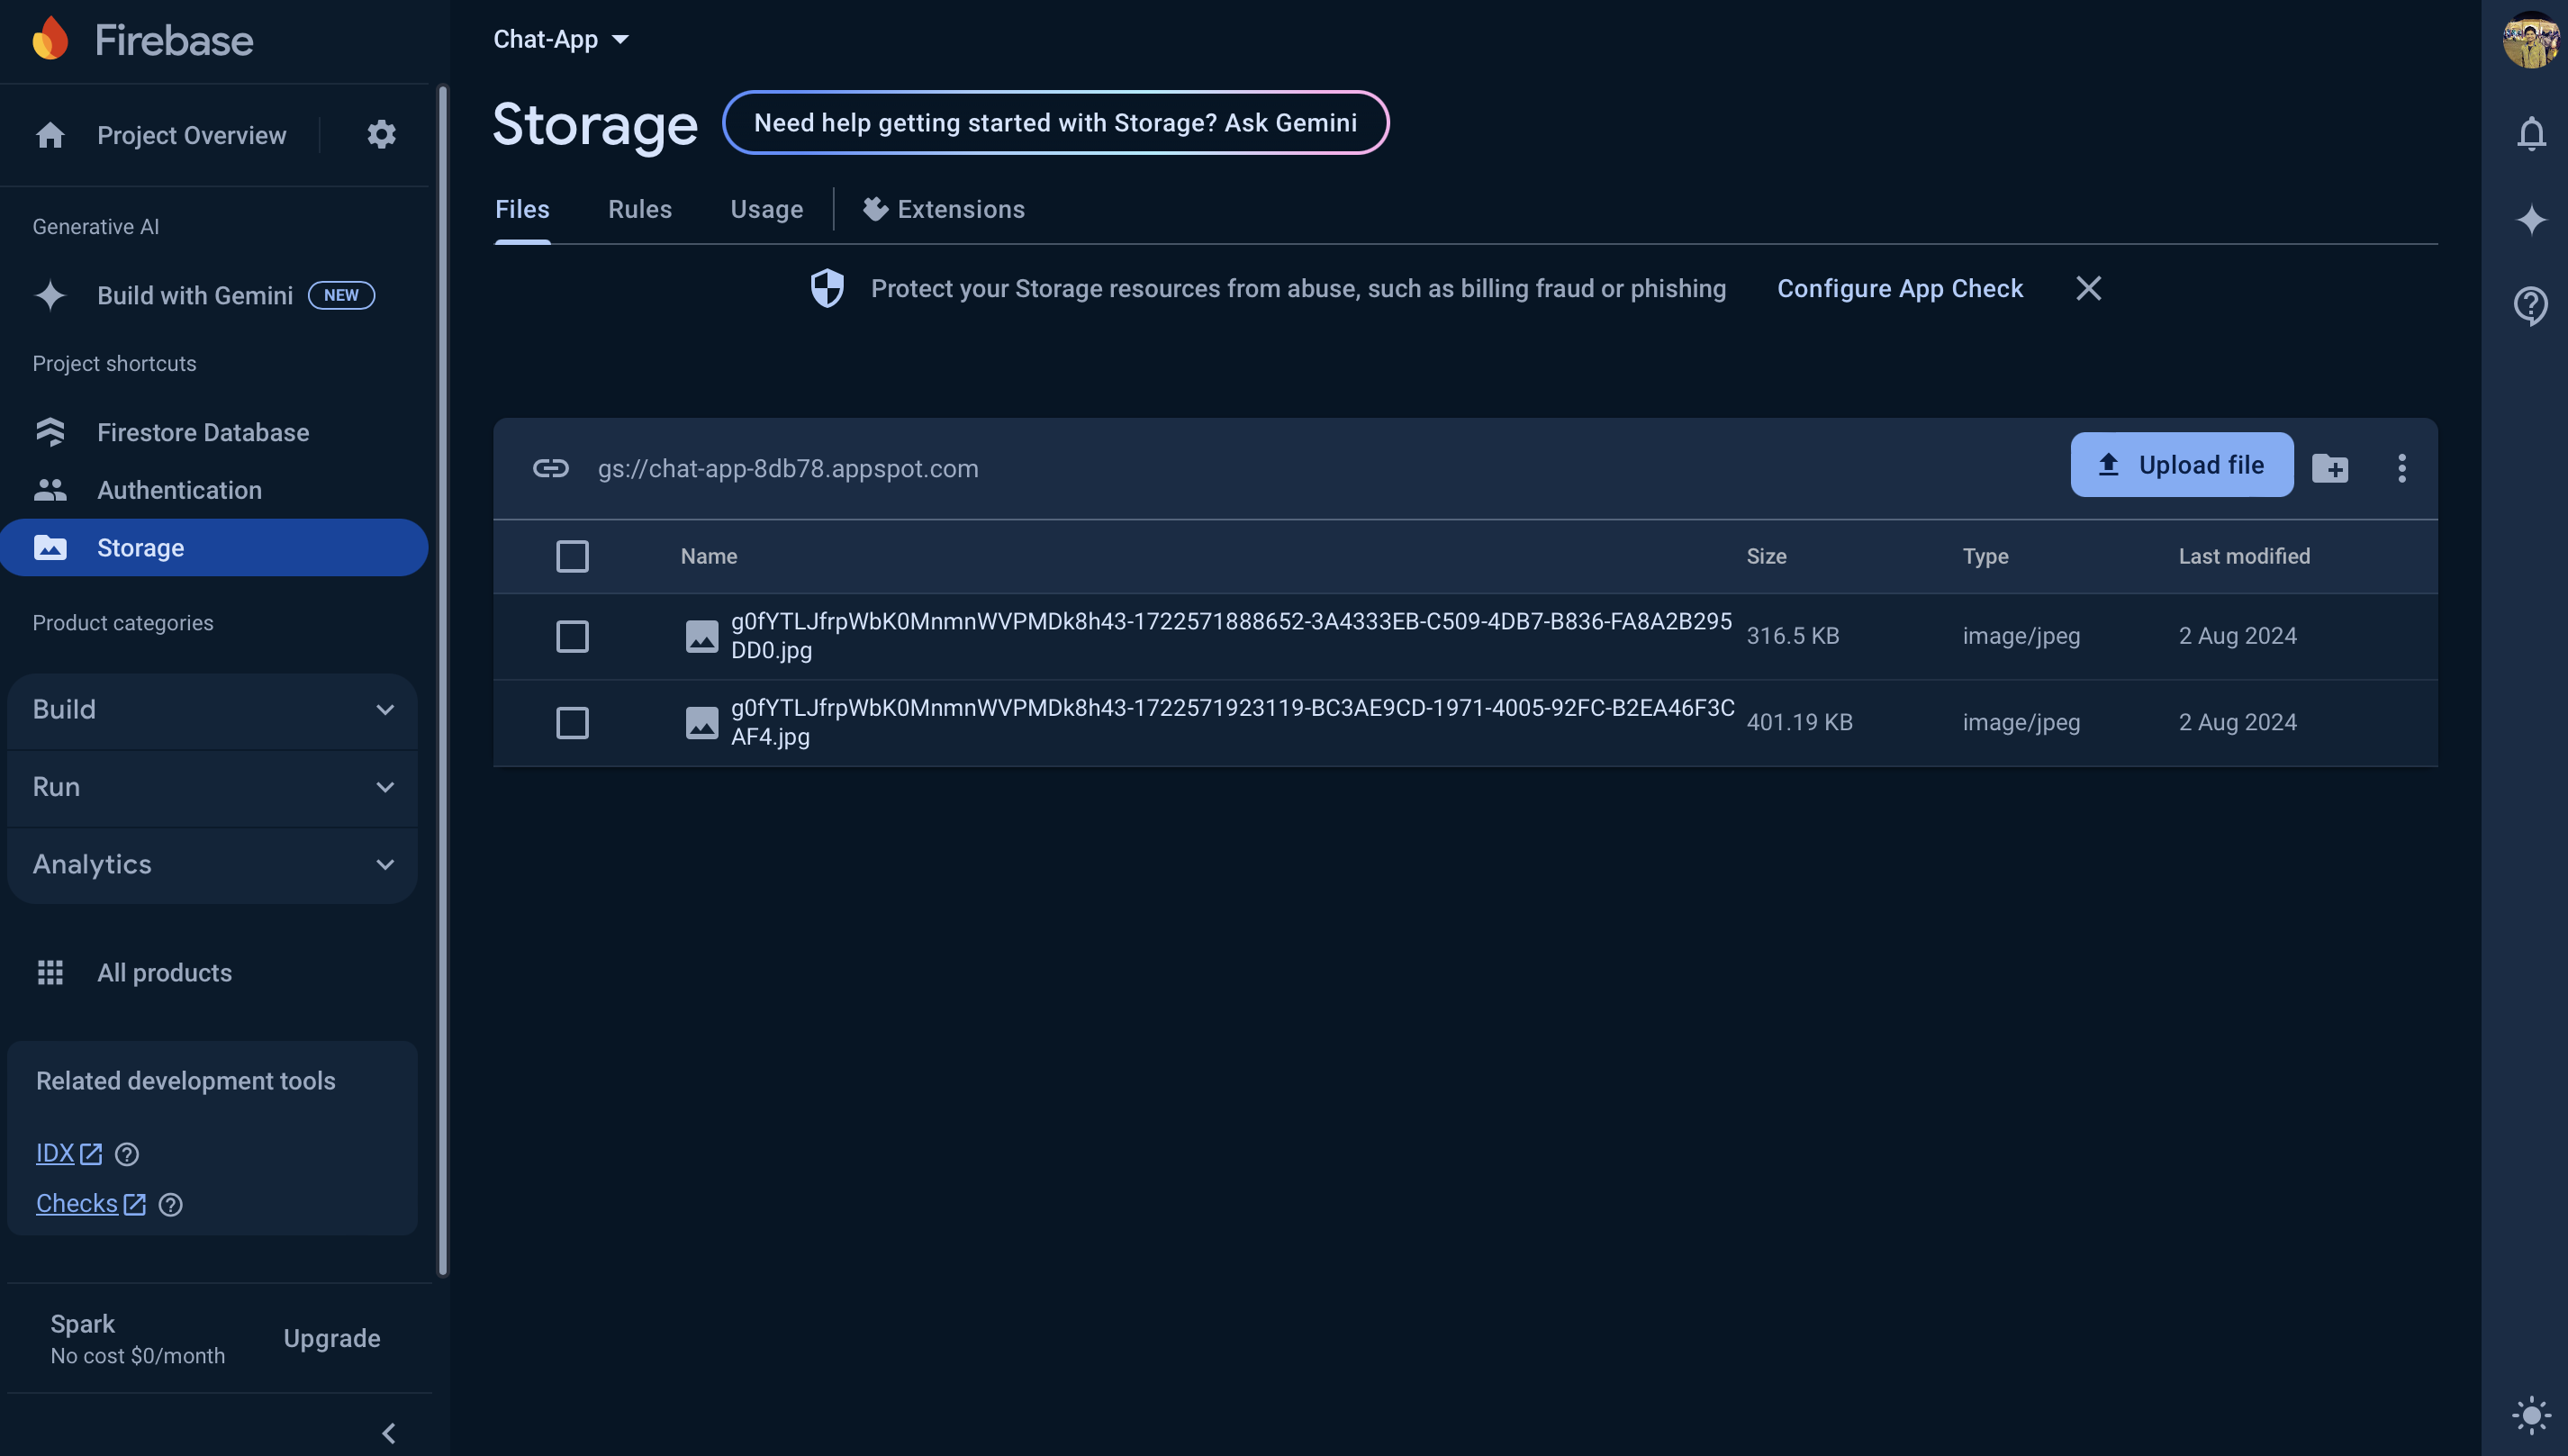 Firebase
Project Overview
Generative AI
Build with Gemini NEW
Project shortcuts
Firestore Database
Authentication
Storage
Product categories
Build
Run
Analytics
All products
Related development tools
IDX
Checks
Spark
No cost $0/month
Upgrade
Chat-App
Storage
Need help getting started with Storage? Ask Gemini
Files Rules Usage Extensions
Protect your Storage resources from abuse, such as billing fraud or phishing Configure App Check
gs://chat-app-8db78.appspot.com
Upload file
Name Size Type Last modified
g0fYTLJfrpWbK0MnmnWVPMDk8h43-1722571888652-3A4333EB-C509-4DB7-B836-FA8A2B295
DD0.jpg
316.5 KB image/jpeg 2 Aug 2024
g0fYTLJfrpWbK0MnmnWVPMDk8h43-1722571923119-BC3AE9CD-1971-4005-92FC-B2EA46F3C
AF4.jpg
401.19 KB image/jpeg 2 Aug 2024